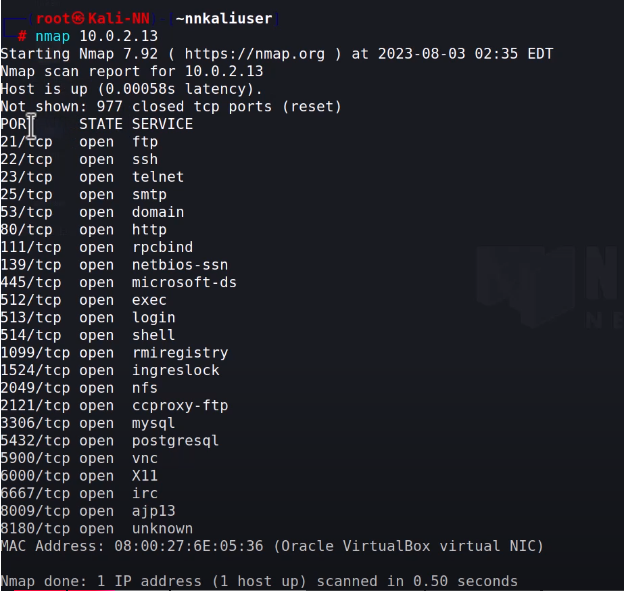 root㉿Kali-NN - ~nnkaliuser
# nmap 10.0.2.13
Starting Nmap 7.92 ( https://nmap.org ) at 2023-08-03 02:35 EDT
Nmap scan report for 10.0.2.13
Host is up (0.00058s latency).
Not shown: 977 closed tcp ports (reset)
PORT STATE SERVICE
21/tcp open ftp
22/tcp open ssh
23/tcp open telnet
25/tcp open smtp
53/tcp open domain
80/tcp open http
111/tcp open rpcbind
139/tcp open netbios-ssn
445/tcp open microsoft-ds
512/tcp open exec
513/tcp open login
514/tcp open shell
1099/tcp open rmiregistry
1524/tcp open ingreslock
2049/tcp open nfs
2121/tcp open ccproxy-ftp
3306/tcp open mysql
5432/tcp open postgresql
5900/tcp open vnc
6000/tcp open X11
6667/tcp open irc
8009/tcp open ajp13
8180/tcp open unknown
MAC Address: 08:00:27:6E:05:36 (Oracle VirtualBox virtual NIC)
Nmap done: 1 IP address (1 host up) scanned in 0.50 seconds